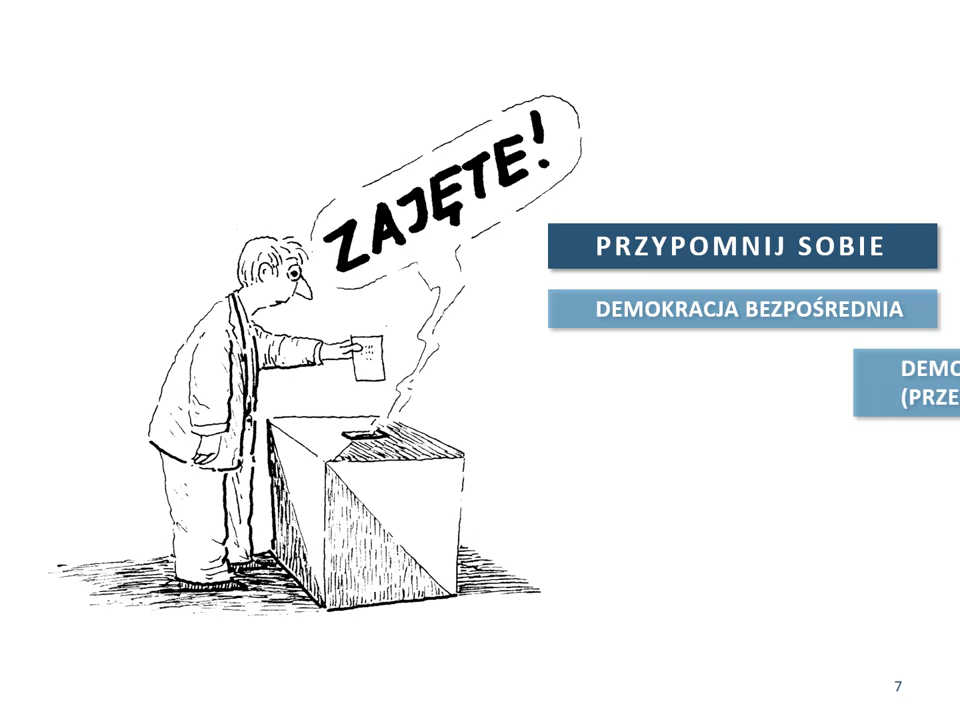 ZAJĘTE!
PRZYPOMNIJ SOBIE
DEMOKRACJA BEZPOŚREDNIA
DEMO
(PRZE
7